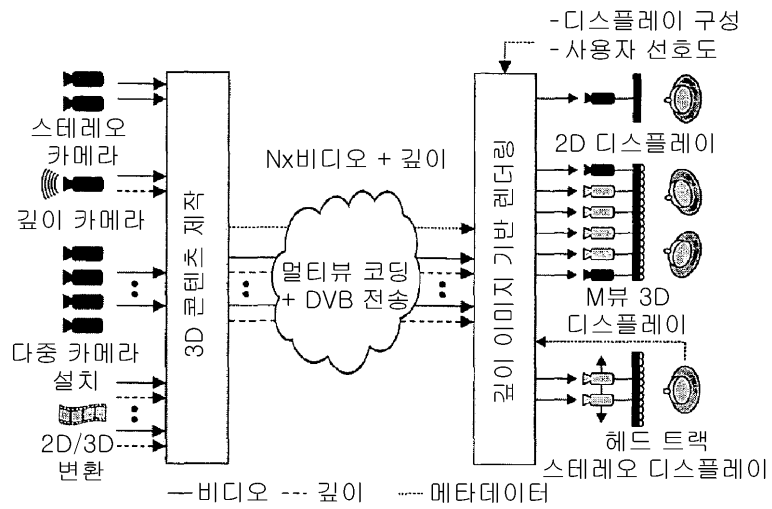 -디스플레이 구성
-사용자 선호도
스테레오
카메라
깊이 카메라
다중 카메라
설치
2D/3D
변환
3D 콘텐츠 제작
Nx비디오 + 깊이
멀티뷰 코딩
+ DVB 전송
깊이 이미지 기반 렌더링
2D 디스플레이
M뷰 3D
디스플레이
헤드 트랙
스테레오 디스플레이
비디오
깊이
메타데이터